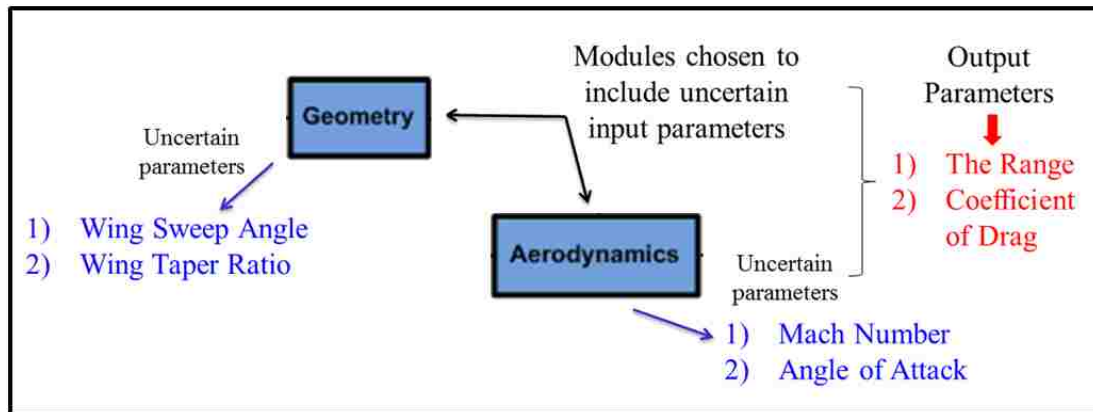 Modules chosen to
include uncertain
input parameters
Output
Parameters
Geometry
Uncertain
parameters
1) The Range
2) Coefficient
of Drag
1) Wing Sweep Angle
2) Wing Taper Ratio
Aerodynamics
Uncertain
parameters
1) Mach Number
2) Angle of Attack